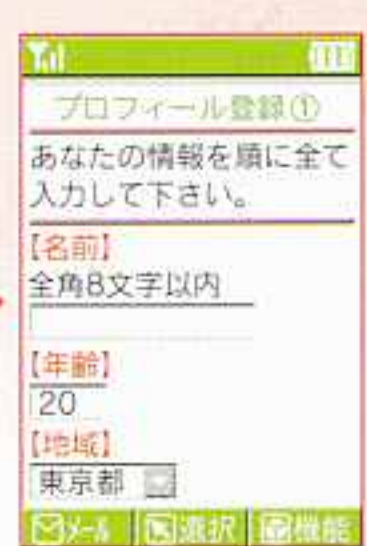 プロフィール登録①
あなたの情報を順に全て
入力して下さい。
【名前】
全角8文字以内
【年齢】
20
【地域】
東京都
メール 選択 機能